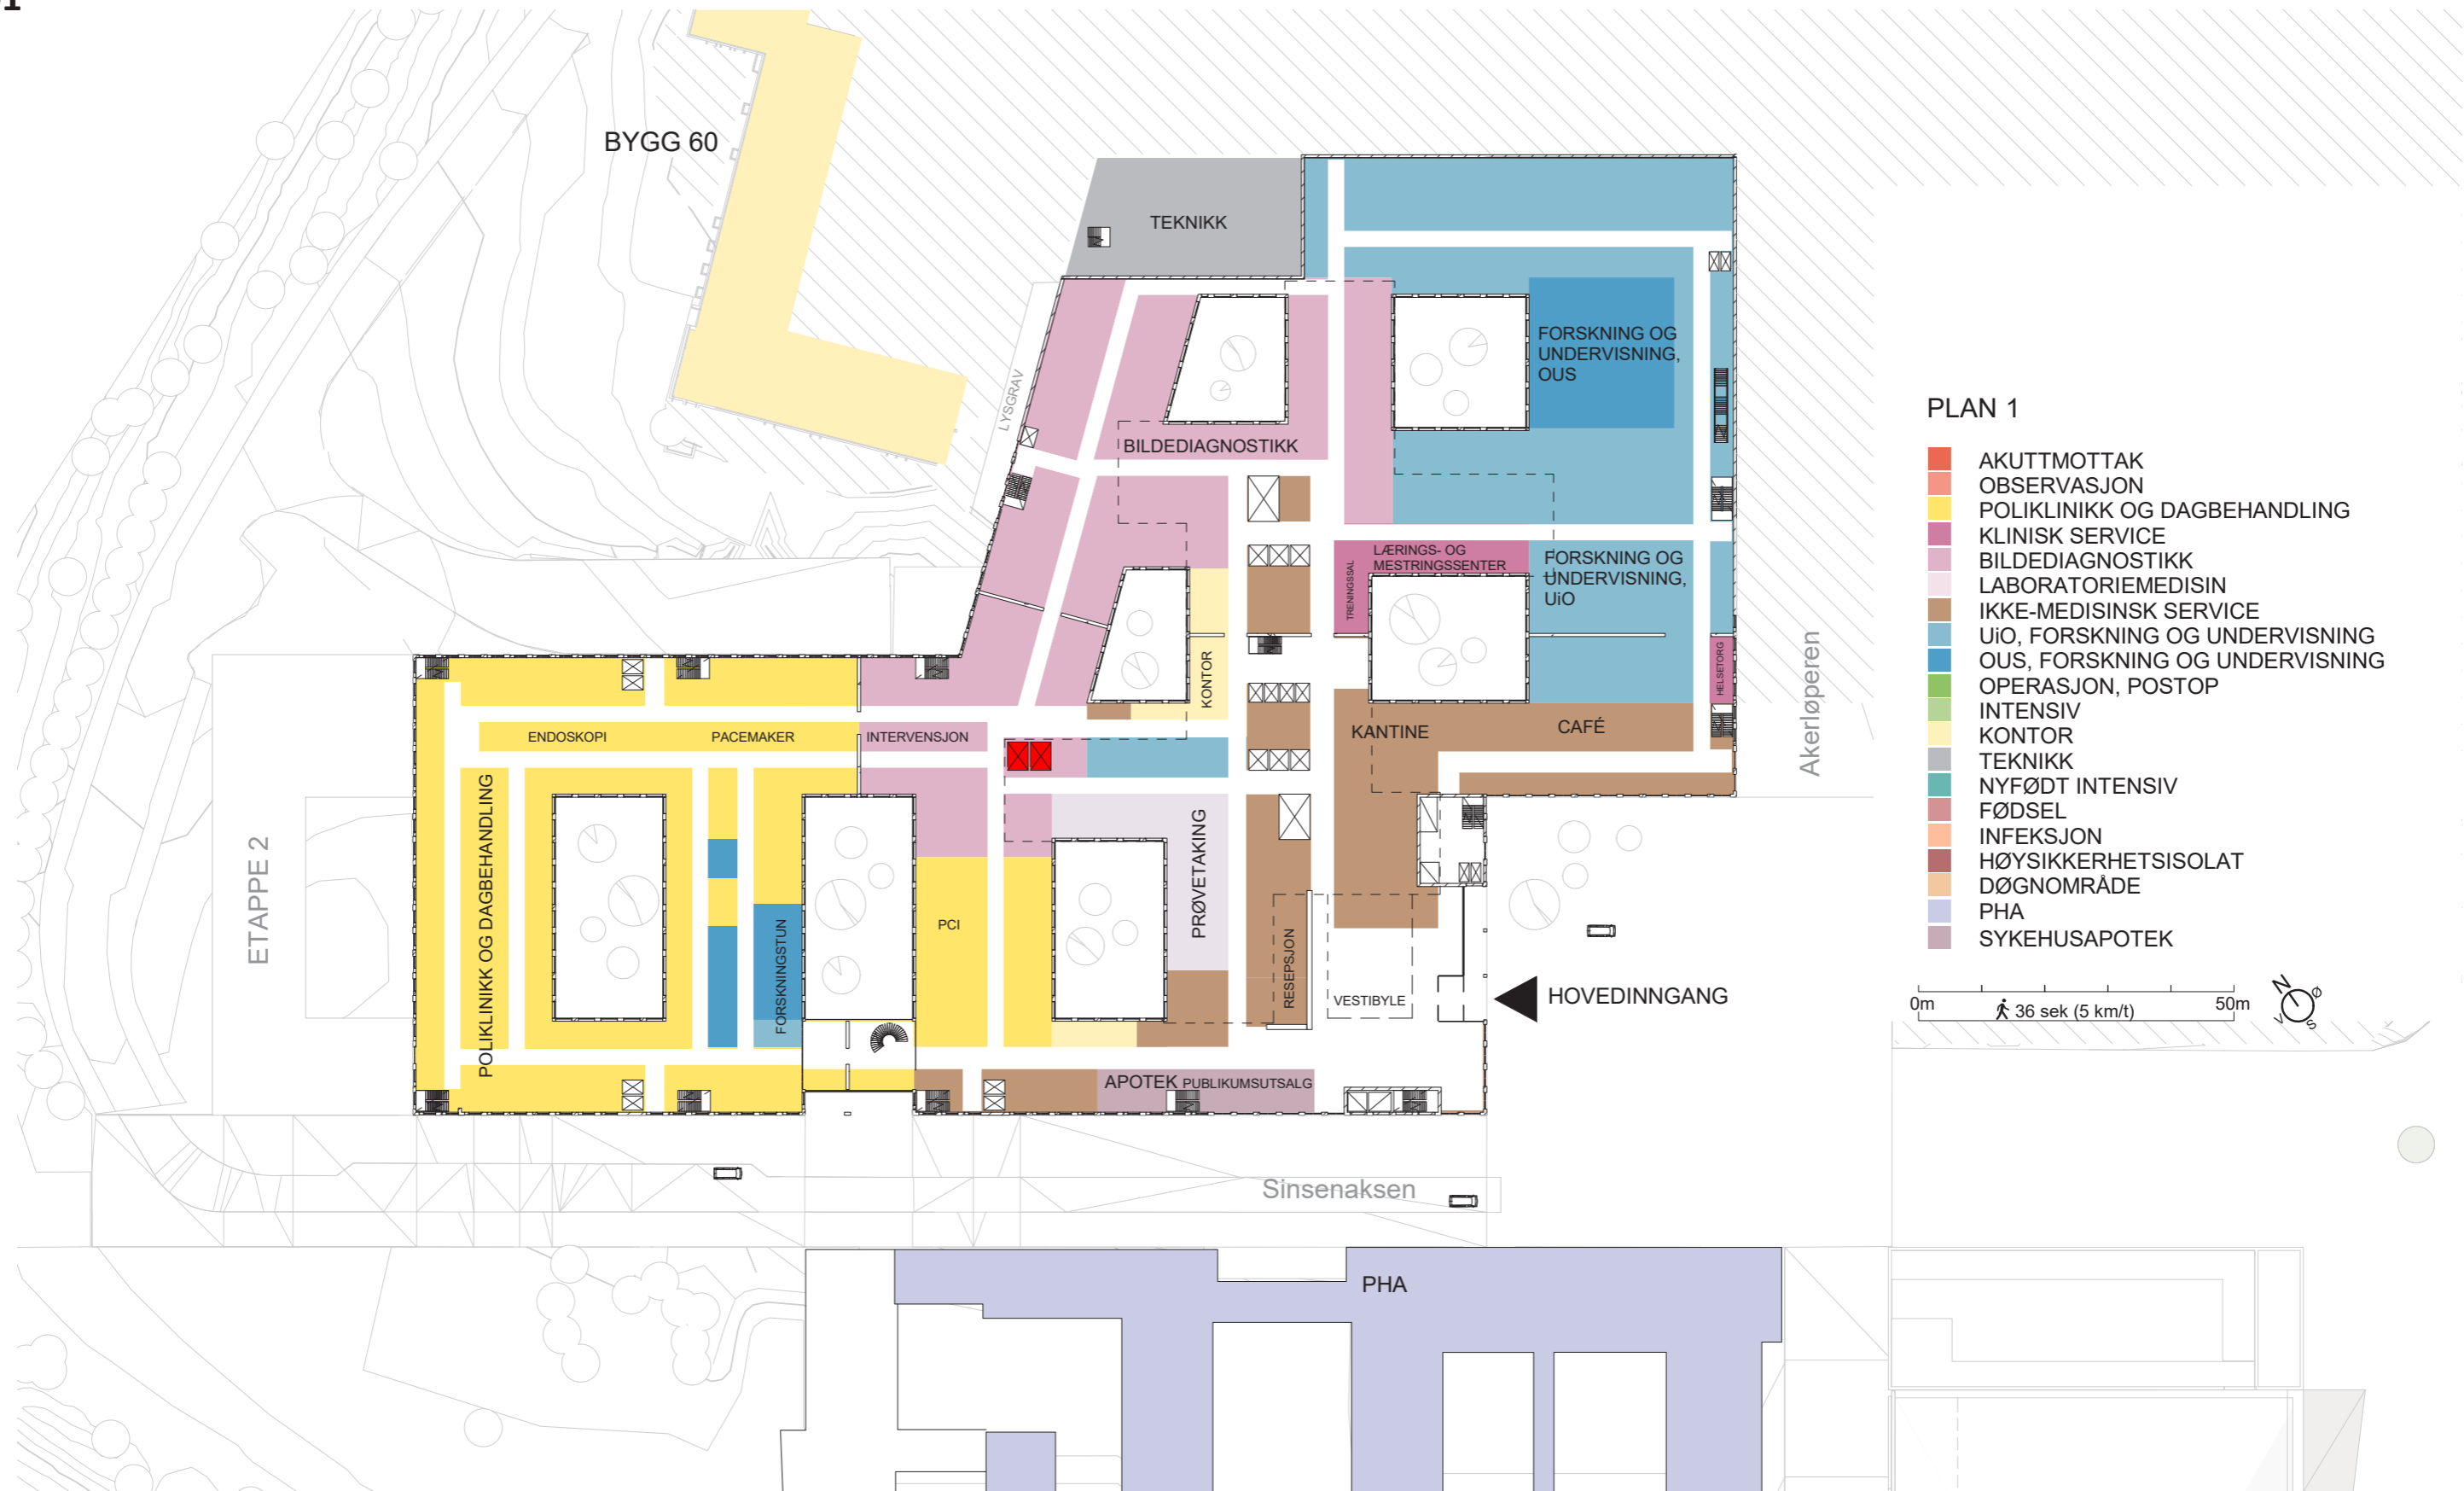 BYGG 60
TEKNIKK
LYSGRAV
BILDEDIAGNOSTIKK
FORSKNING OG
UNDERVISNING,
OUS
TRENINGSSAL
LÆRINGS- OG
MESTRINGSSENTER
FORSKNING OG
UNDERVISNING,
UiO
HELSETORG
Akerløperen
KONTOR
ENDOSKOPI
PACEMAKER
INTERVENSJON
KANTINE
CAFÉ
ETAPPE 2
POLIKLINIKK OG DAGBEHANDLING
FORSKNINGSTUN
PCI
PRØVETAKING
RESEPSJON
VESTIBYLE
HOVEDINNGANG
APOTEK PUBLIKUMSUTSALG
Sinsenaksen
PHA
PLAN 1
AKUTTMOTTAK
OBSERVASJON
POLIKLINIKK OG DAGBEHANDLING
KLINISK SERVICE
BILDEDIAGNOSTIKK
LABORATORIEMEDISIN
IKKE-MEDISINSK SERVICE
UiO, FORSKNING OG UNDERVISNING
OUS, FORSKNING OG UNDERVISNING
OPERASJON, POSTOP
INTENSIV
KONTOR
TEKNIKK
NYFØDT INTENSIV
FØDSEL
INFEKSJON
HØYSIKKERHETSISOLAT
DØGNOMRÅDE
PHA
SYKEHUSAPOTEK
0m
36 sek (5 km/t)
50m
N
Ø
V
S